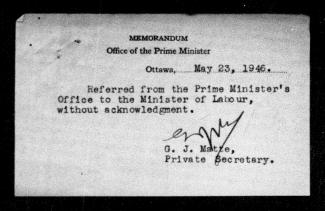 MEMORANDUM
Office of the Prime Minister
Ottawa, May 23, 1946.
Referred from the Prime Minister's
Office to the Minister of Labour,
without acknowledgment.
G. J. Matte,
Private Secretary.